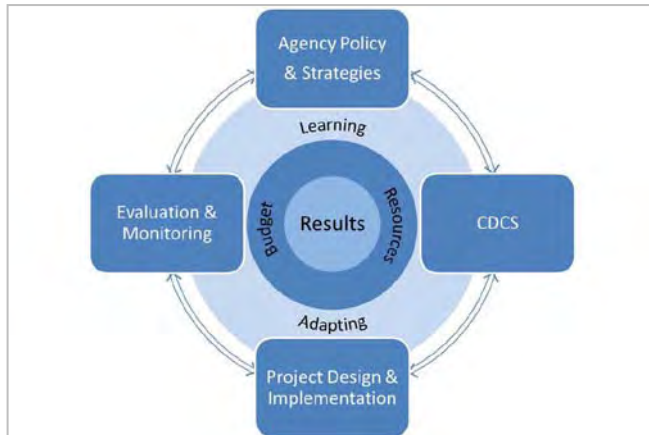 Agency Policy
& Strategies
Learning
Evaluation &
Monitoring
Budget
Results
Resources
CDCS
Adapting
Project Design &
Implementation